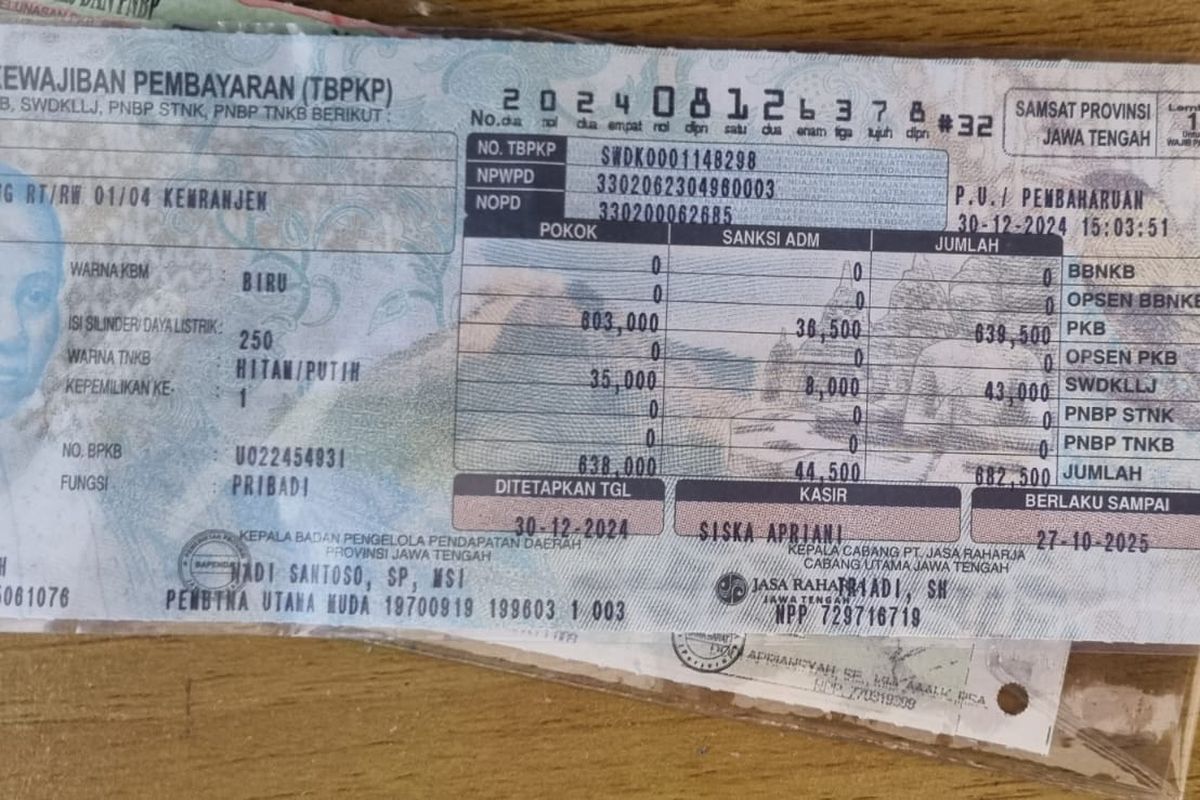 DAN PNBP
KEWAJIBAN PEMBAYARAN (TBPKP)
B, SWDKLLJ, PNBP STNK, PNBP TNKB BERIKUT :
No. 2 0 2 4 0 8 1 2 6 3 7 8 #32
dua nol dua empat nol dlpn satu dua enam tiga tujuh dlpn
SAMSAT PROVINSI
JAWA TENGAH
NO. TBPKP SWDK0001148298
NPWPD 3302062304960003
NOPD 330200062685
G RT/RW 01/04 KEMRANJEN
P.U./ PEMBAHARUAN
30-12-2024 15:03:51
WARNA KBM : BIRU
ISI SILINDER/DAYA LISTRIK : 250
WARNA TNKB : HITAM/PUTIH
KEPEMILIKAN KE- : 1
NO. BPKB : U02245493I
FUNGSI : PRIBADI
POKOK SANKSI ADM JUMLAH
0 0 0 BBNKB
0 0 0 OPSEN BBNKB
603,000 36,500 639,500 PKB
0 0 0 OPSEN PKB
35,000 8,000 43,000 SWDKLLJ
0 0 0 PNBP STNK
0 0 0 PNBP TNKB
638,000 44,500 682,500 JUMLAH
DITETAPKAN TGL KASIR BERLAKU SAMPAI
30-12-2024 SISKA APRIANI 27-10-2025
KEPALA BADAN PENGELOLA PENDAPATAN DAERAH
PROVINSI JAWA TENGAH
BAPENDA
NADI SANTOSO, SP, MSI
PEMBINA UTAMA MUDA 19700919 199603 1 003
H
5061076
KEPALA CABANG PT. JASA RAHARJA
CABANG UTAMA JAWA TENGAH
JASA RAHARJA
JAWA TENGAH
TRIADI, SH
NPP 729716719